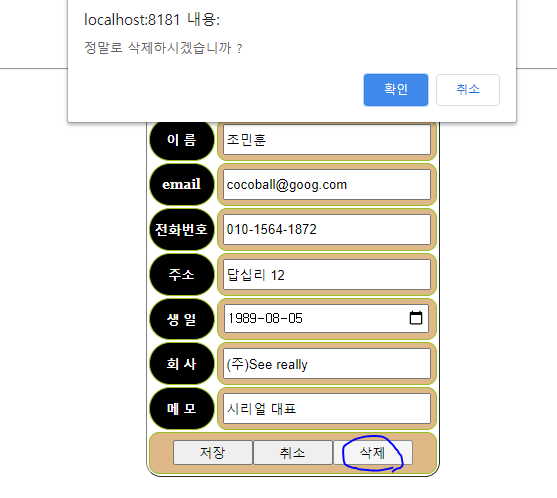 localhost:8181 내용:
정말로 삭제하시겠습니까 ?
확인 취소
이 름 조민훈
email cocoball@goog.com
전화번호 010-1564-1872
주소 답십리 12
생 일 1989-08-05
회 사 (주)See really
메 모 시리얼 대표
저장 취소 삭제